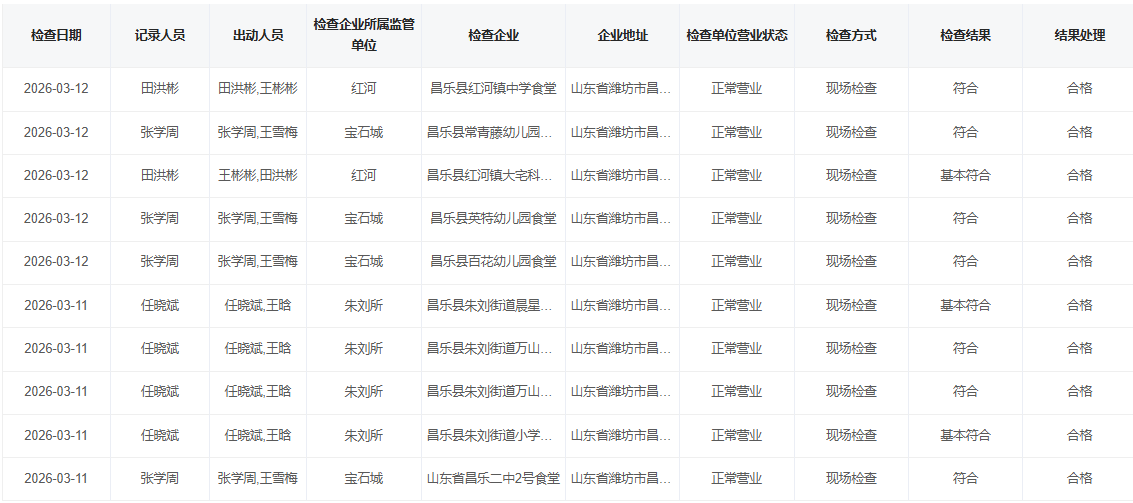 检查日期 记录人员 出动人员 检查企业所属监管单位 检查企业 企业地址 检查单位营业状态 检查方式 检查结果 结果处理
2026-03-12 田洪彬 田洪彬,王彬彬 红河 昌乐县红河镇中学食堂 山东省潍坊市昌... 正常营业 现场检查 符合 合格
2026-03-12 张学周 张学周,王雪梅 宝石城 昌乐县常青藤幼儿园... 山东省潍坊市昌... 正常营业 现场检查 符合 合格
2026-03-12 田洪彬 王彬彬,田洪彬 红河 昌乐县红河镇大宅科... 山东省潍坊市昌... 正常营业 现场检查 基本符合 合格
2026-03-12 张学周 张学周,王雪梅 宝石城 昌乐县英特幼儿园食堂 山东省潍坊市昌... 正常营业 现场检查 符合 合格
2026-03-12 张学周 张学周,王雪梅 宝石城 昌乐县百花幼儿园食堂 山东省潍坊市昌... 正常营业 现场检查 符合 合格
2026-03-11 任晓斌 任晓斌,王晗 朱刘所 昌乐县朱刘街道晨星... 山东省潍坊市昌... 正常营业 现场检查 基本符合 合格
2026-03-11 任晓斌 任晓斌,王晗 朱刘所 昌乐县朱刘街道万山... 山东省潍坊市昌... 正常营业 现场检查 符合 合格
2026-03-11 任晓斌 任晓斌,王晗 朱刘所 昌乐县朱刘街道万山... 山东省潍坊市昌... 正常营业 现场检查 符合 合格
2026-03-11 任晓斌 任晓斌,王晗 朱刘所 昌乐县朱刘街道小学... 山东省潍坊市昌... 正常营业 现场检查 基本符合 合格
2026-03-11 张学周 张学周,王雪梅 宝石城 山东省昌乐二中2号食堂 山东省潍坊市昌... 正常营业 现场检查 符合 合格